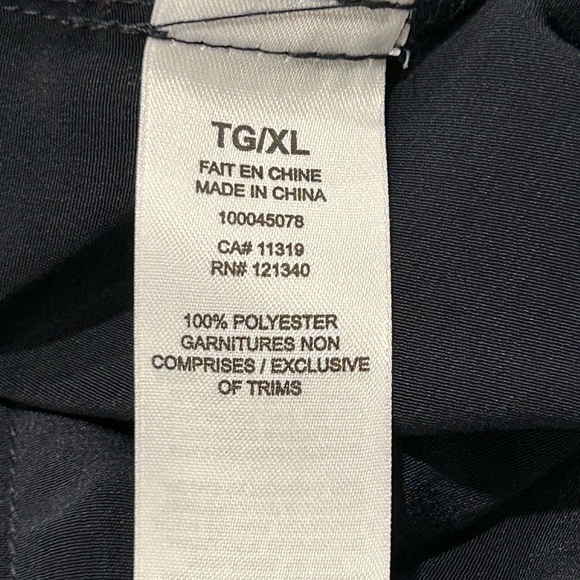 TG/XL
FAIT EN CHINE
MADE IN CHINA
100045078
CA# 11319
RN# 121340
100% POLYESTER
GARNITURES NON
COMPRISES / EXCLUSIVE
OF TRIMS